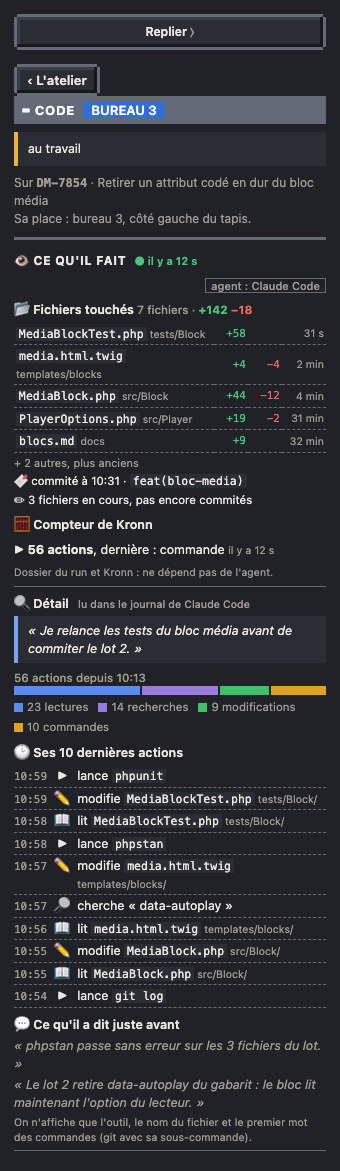 Replier ⟩
‹ L'atelier
CODE BUREAU 3
au travail
Sur DM-7854 · Retirer un attribut codé en dur du bloc
média
Sa place : bureau 3, côté gauche du tapis.
CE QU'IL FAIT il y a 12 s
agent : Claude Code
Fichiers touchés 7 fichiers · +142 −18
MediaBlockTest.php tests/Block +58 31 s
media.html.twig
templates/blocks +4 −4 2 min
MediaBlock.php src/Block +44 −12 4 min
PlayerOptions.php src/Player +19 −2 31 min
blocs.md docs +9 32 min
+ 2 autres, plus anciens
commité à 10:31 · feat(bloc-media)
3 fichiers en cours, pas encore commités
Compteur de Kronn
56 actions, dernière : commande il y a 12 s
Dossier du run et Kronn : ne dépend pas de l'agent.
Détail lu dans le journal de Claude Code
« Je relance les tests du bloc média avant de
commiter le lot 2. »
56 actions depuis 10:13
23 lectures 14 recherches 9 modifications
10 commandes
Ses 10 dernières actions
10:59 lance phpunit
10:59 modifie MediaBlockTest.php tests/Block/
10:58 lit MediaBlockTest.php tests/Block/
10:58 lance phpstan
10:57 modifie media.html.twig
templates/blocks/
10:57 cherche « data-autoplay »
10:56 lit media.html.twig templates/blocks/
10:55 modifie MediaBlock.php src/Block/
10:55 lit MediaBlock.php src/Block/
10:54 lance git log
Ce qu'il a dit juste avant
« phpstan passe sans erreur sur les 3 fichiers du lot.
»
« Le lot 2 retire data-autoplay du gabarit : le bloc lit
maintenant l'option du lecteur. »
On n'affiche que l'outil, le nom du fichier et le premier mot
des commandes (git avec sa sous-commande).